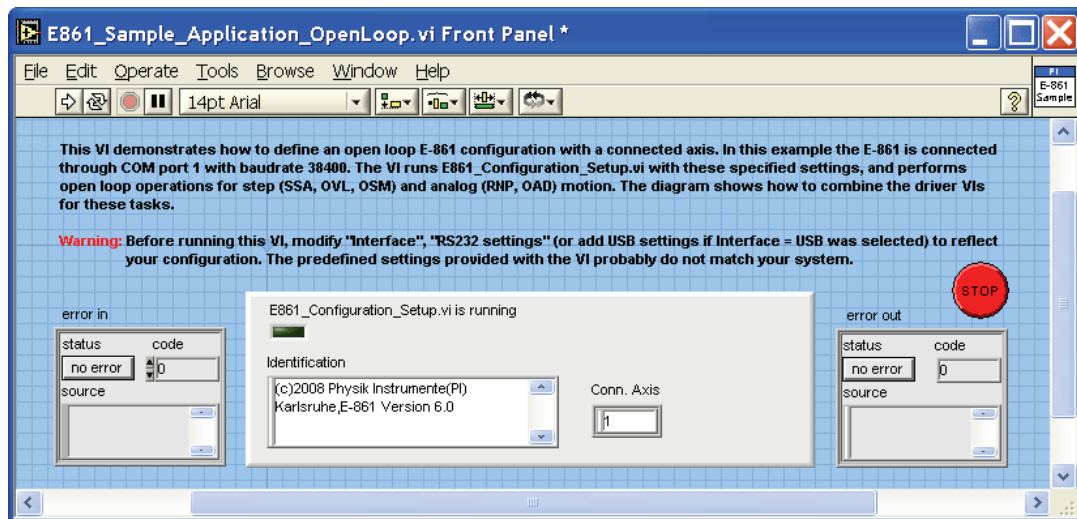 E861_Sample_Application_OpenLoop.vi Front Panel *
File Edit Operate Tools Browse Window Help
PI
E-861
Sample
14pt Arial
?
This VI demonstrates how to define an open loop E-861 configuration with a connected axis. In this example the E-861 is connected
through COM port 1 with baudrate 38400. The VI runs E861_Configuration_Setup.vi with these specified settings, and performs
open loop operations for step (SSA, OVL, OSM) and analog (RNP, OAD) motion. The diagram shows how to combine the driver VIs
for these tasks.
Warning: Before running this VI, modify "Interface", "RS232 settings" (or add USB settings if Interface = USB was selected) to reflect
your configuration. The predefined settings provided with the VI probably do not match your system.
STOP
error in
status code
no error 0
source
E861_Configuration_Setup.vi is running
Identification
(c)2008 Physik Instrumente(PI)
Karlsruhe,E-861 Version 6.0
Conn. Axis
1
error out
status code
no error 0
source